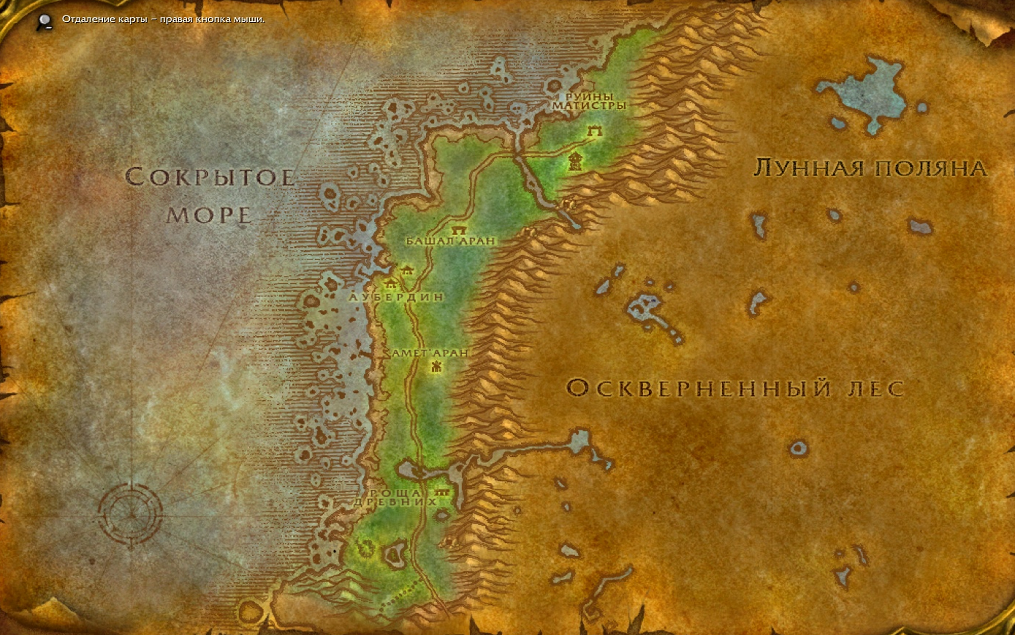 Отдаление карты – правая кнопка мыши.
РУИНЫ
МАТИСТРЫ
ЛУННАЯ ПОЛЯНА
СОКРЫТОЕ
МОРЕ
БАШАЛ'АРАН
АУБЕРДИН
АМЕТ'АРАН
ОСКВЕРНЕННЫЙ ЛЕС
РОЩА
ДРЕВНИХ